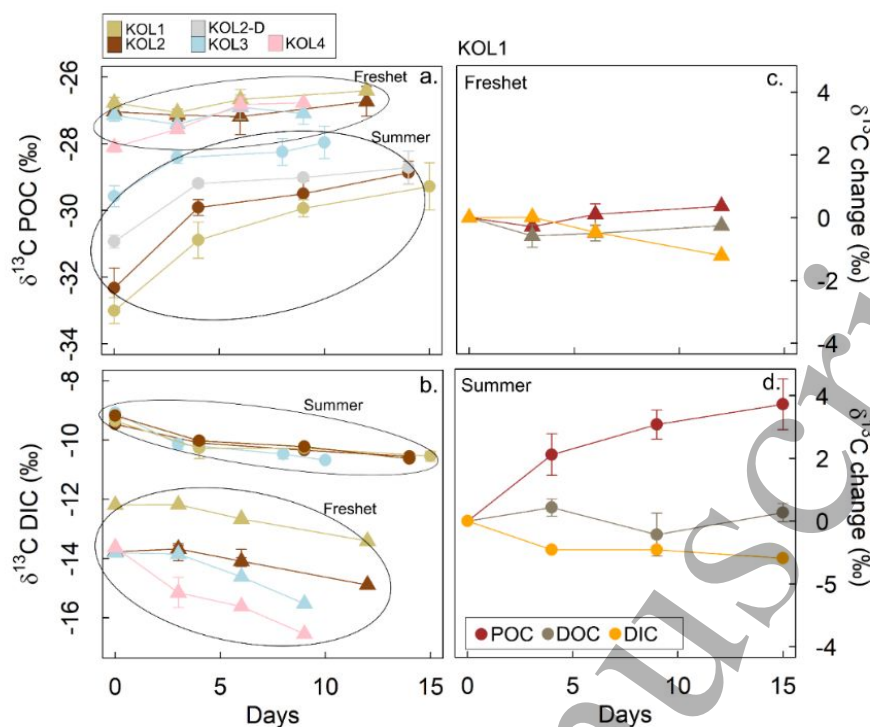 KOL1 KOL2-D
KOL2 KOL3 KOL4
KOL1
-26
-28
-30
-32
-34
δ¹³C POC (‰)
a.
Freshet
Summer
Freshet
c.
4
2
0
-2
-4
δ¹³C change (‰)
-8
-10
-12
-14
-16
δ¹³C DIC (‰)
b.
Summer
Freshet
0 5 10 15
Days
Summer
d.
4
2
0
-5
-4
δ¹³C change (‰)
POC DOC DIC
0 5 10 15
Days
uscri